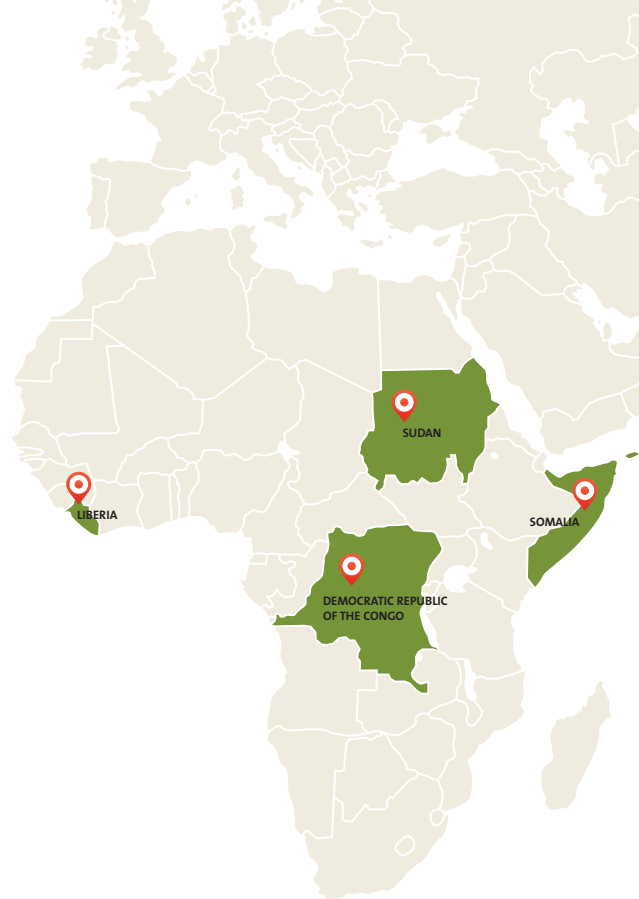 SUDAN
LIBERIA
SOMALIA
DEMOCRATIC REPUBLIC
OF THE CONGO